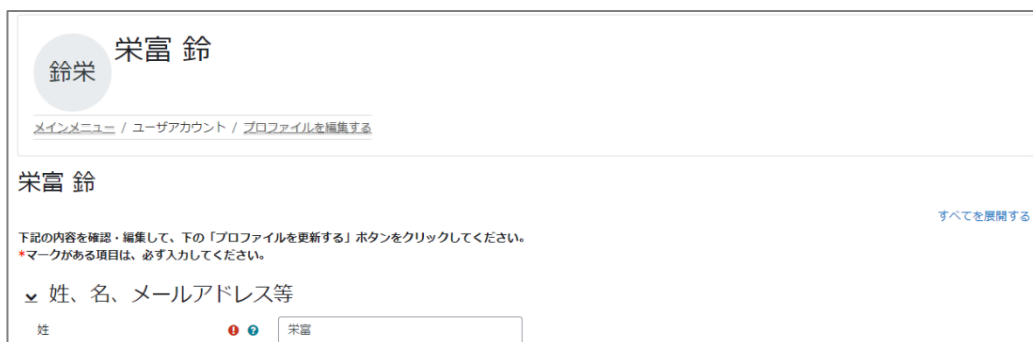 栄富 鈴
鈴栄
メインメニュー / ユーザアカウント / プロファイルを編集する
栄富 鈴
すべてを展開する
下記の内容を確認・編集して、下の「プロファイルを更新する」ボタンをクリックしてください。
*マークがある項目は、必ず入力してください。
姓、名、メールアドレス等
姓 栄富